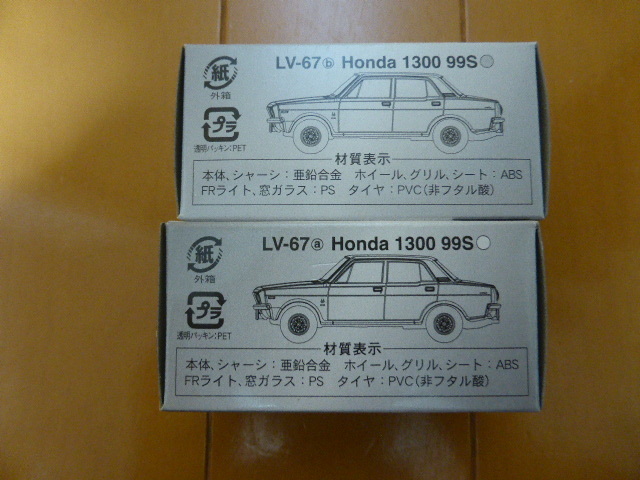 LV-67ⓑ Honda 1300 99S
紙
外箱
プラ
透明パッキン:PET
材質表示
本体、シャーシ:亜鉛合金　ホイール、グリル、シート:ABS
FRライト、窓ガラス:PS　タイヤ:PVC(非フタル酸)
LV-67ⓐ Honda 1300 99S
紙
外箱
プラ
透明パッキン:PET
材質表示
本体、シャーシ:亜鉛合金　ホイール、グリル、シート:ABS
FRライト、窓ガラス:PS　タイヤ:PVC(非フタル酸)